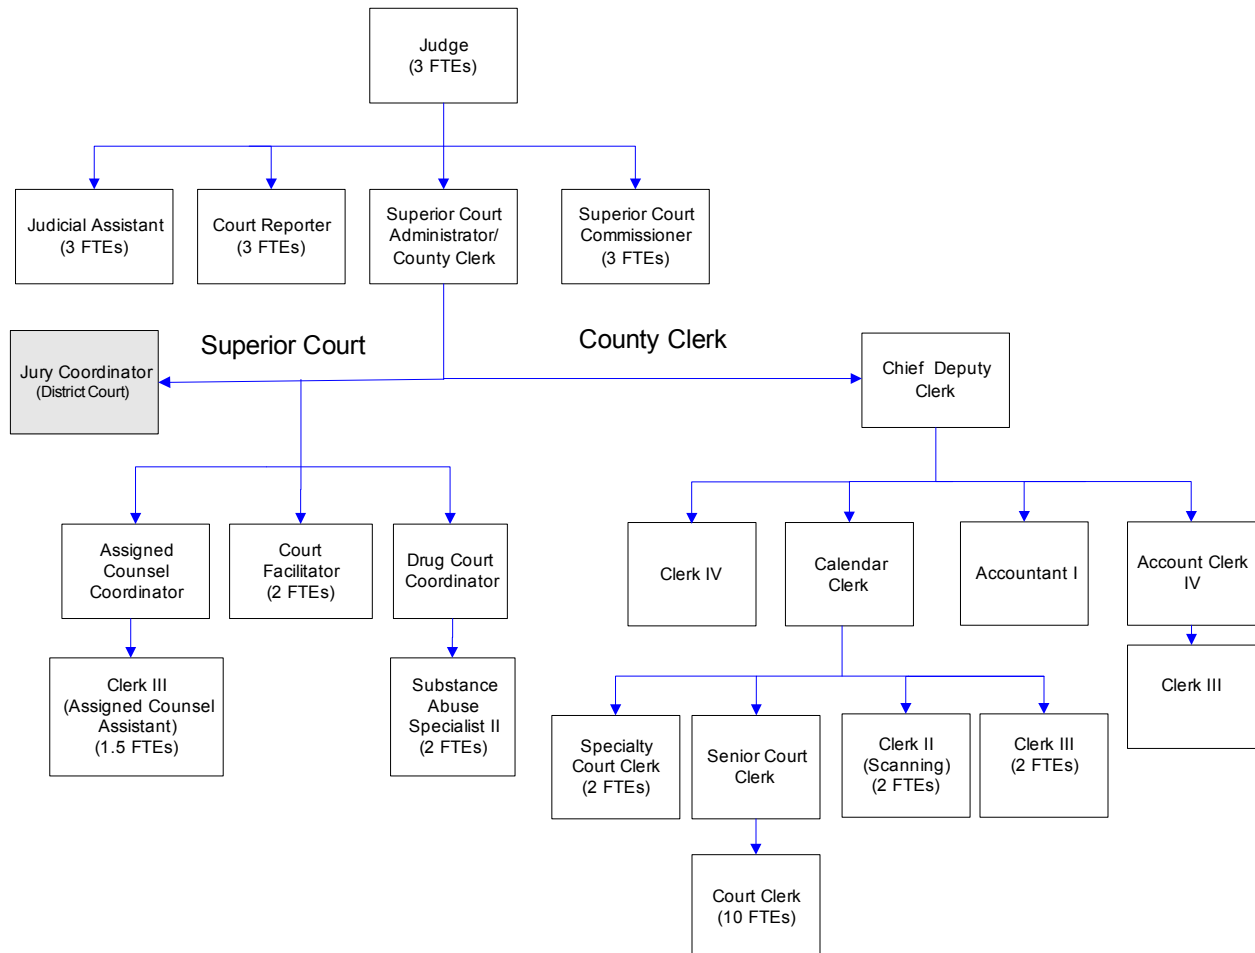 Judge
(3 FTEs)
Judicial Assistant
(3 FTEs)
Court Reporter
(3 FTEs)
Superior Court
Administrator/
County Clerk
Superior Court
Commissioner
(3 FTEs)
Superior Court
County Clerk
Jury Coordinator
(District Court)
Chief Deputy
Clerk
Assigned
Counsel
Coordinator
Court
Facilitator
(2 FTEs)
Drug Court
Coordinator
Clerk IV
Calendar
Clerk
Accountant I
Account Clerk
IV
Clerk III
(Assigned Counsel
Assistant)
(1.5 FTEs)
Substance
Abuse
Specialist II
(2 FTEs)
Clerk III
Specialty
Court Clerk
(2 FTEs)
Senior Court
Clerk
Clerk II
(Scanning)
(2 FTEs)
Clerk III
(2 FTEs)
Court Clerk
(10 FTEs)